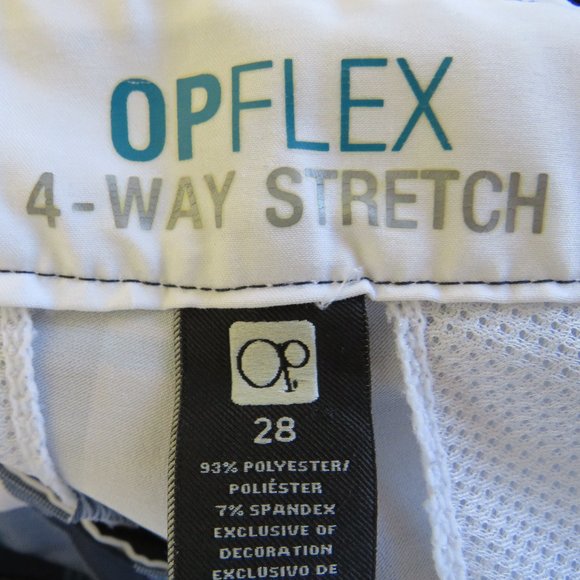 OPFLEX
4-WAY STRETCH
Op
28
93% POLYESTER/
POLIÉSTER
7% SPANDEX
EXCLUSIVE OF
DECORATION
EXCLUSIVO DE